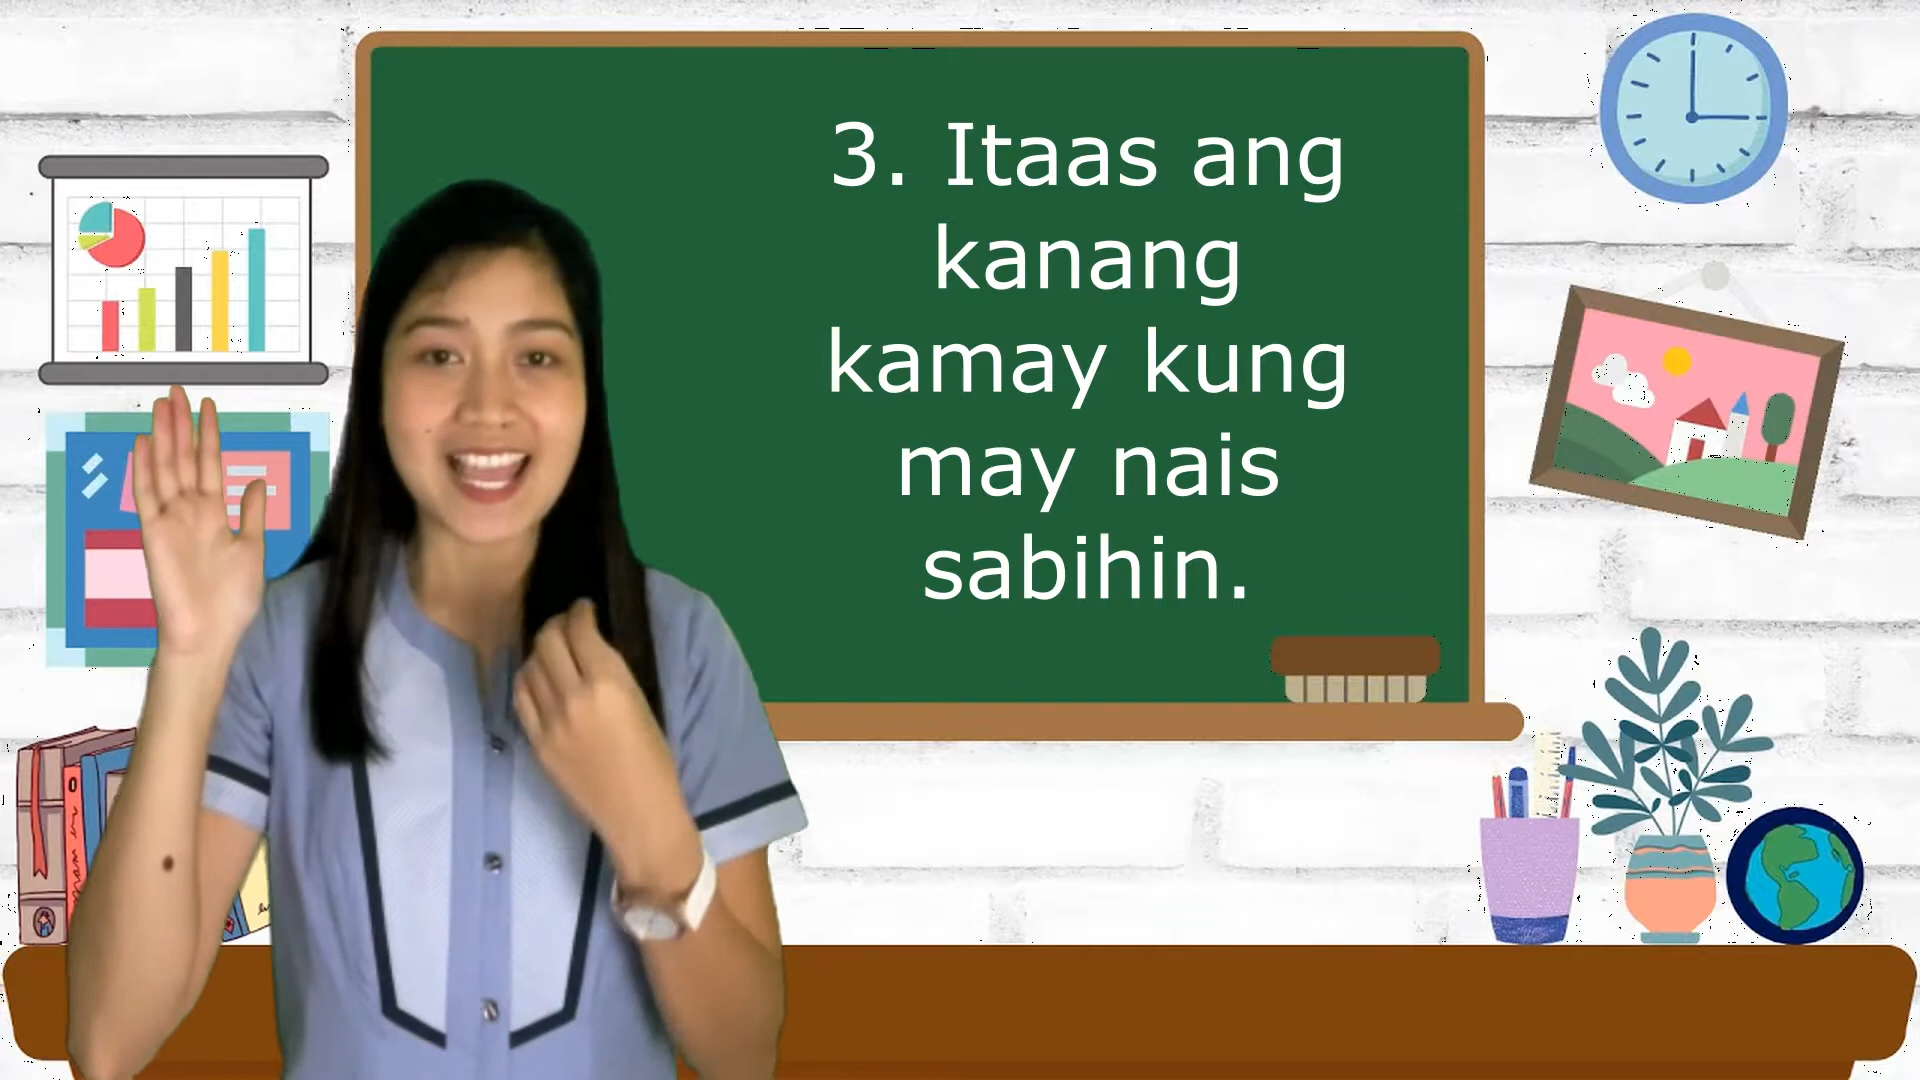 3. Itaas ang
kanang
kamay kung
may nais
sabihin.